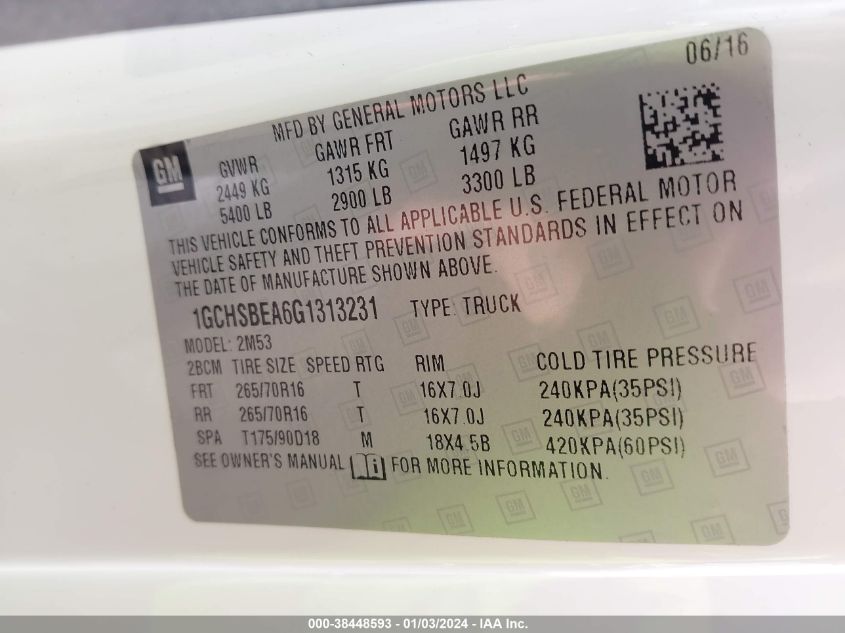 06/16
MFD BY GENERAL MOTORS LLC
GM
GVWR GAWR FRT GAWR RR
2449 KG 1315 KG 1497 KG
5400 LB 2900 LB 3300 LB
THIS VEHICLE CONFORMS TO ALL APPLICABLE U.S. FEDERAL MOTOR
VEHICLE SAFETY AND THEFT PREVENTION STANDARDS IN EFFECT ON
THE DATE OF MANUFACTURE SHOWN ABOVE.
1GCHSBEA6G1313231 TYPE: TRUCK
MODEL: 2M53
2BCM TIRE SIZE SPEED RTG RIM COLD TIRE PRESSURE
FRT 265/70R16 T 16X7.0J 240KPA(35PSI)
RR 265/70R16 T 16X7.0J 240KPA(35PSI)
SPA T175/90D18 M 18X4.5B 420KPA(60PSI)
SEE OWNER'S MANUAL FOR MORE INFORMATION.
000-38448593 - 01/03/2024 - IAA Inc.